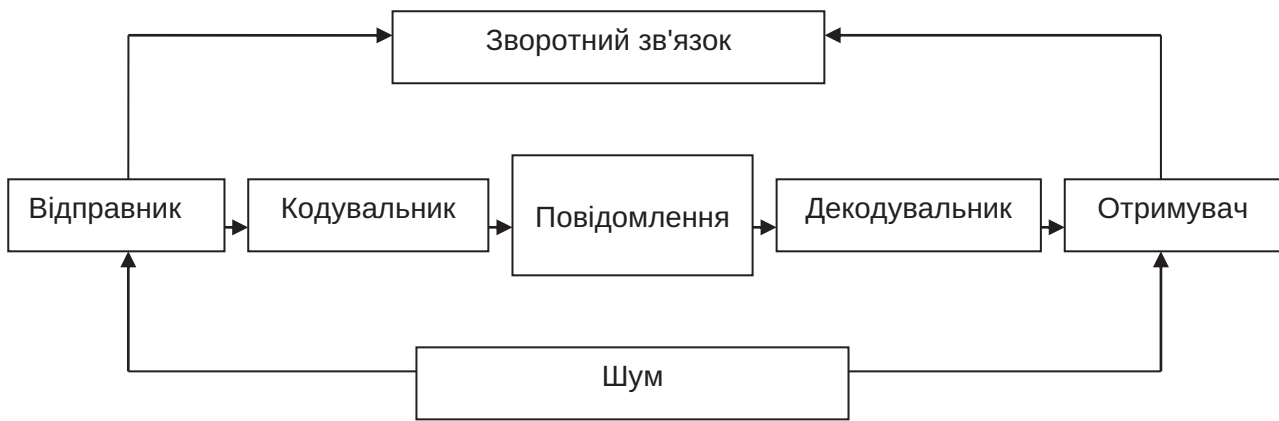 Зворотний зв'язок
Відправник
Кодувальник
Повідомлення
Декодувальник
Отримувач
Шум